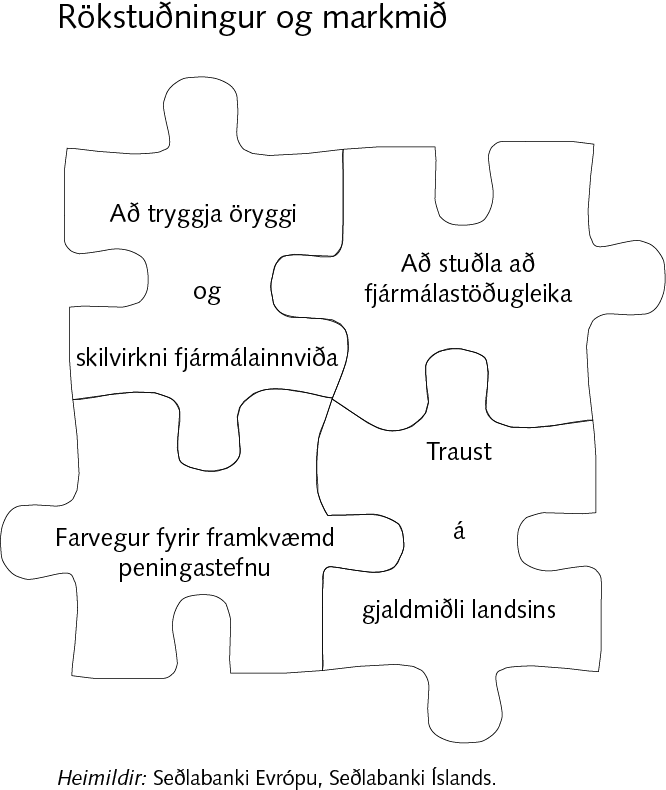 Rökstuðningur og markmið
Að tryggja öryggi
og
skilvirkni fjármálainnviða
Að stuðla að
fjármálastöðugleika
Farvegur fyrir framkvæmd
peningastefnu
Traust
á
gjaldmiðli landsins
Heimildir: Seðlabanki Evrópu, Seðlabanki Íslands.